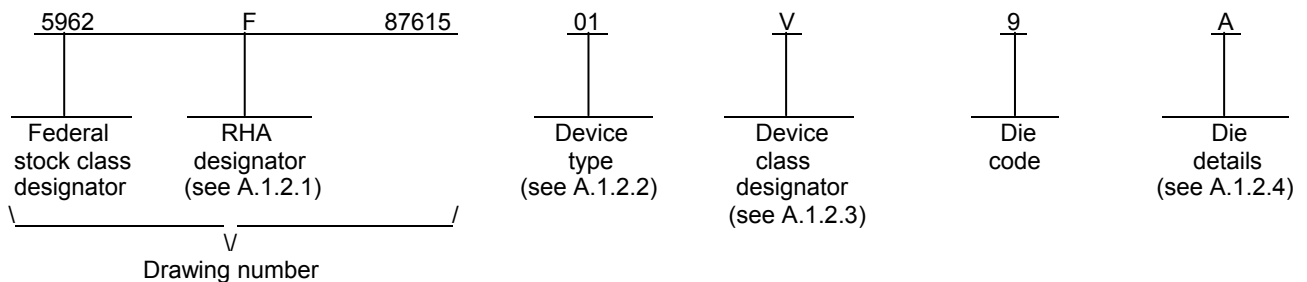 5962 F 87615 01 V 9 A
Federal RHA Device Device Die Die
stock class designator type class code details
designator (see A.1.2.1) (see A.1.2.2) designator (see A.1.2.4)
(see A.1.2.3)
\ /
\/
Drawing number